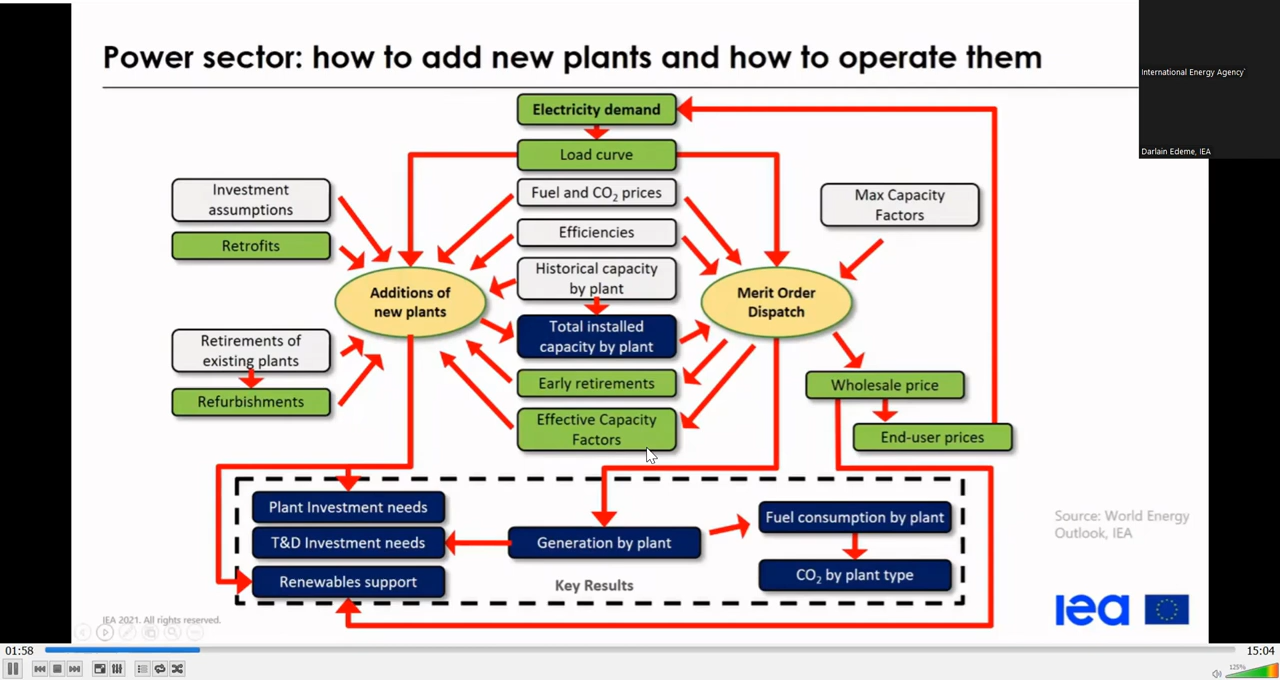 Power sector: how to add new plants and how to operate them
International Energy Agency
Darlain Edeme, IEA
Electricity demand
Load curve
Investment
assumptions
Retrofits
Fuel and CO₂ prices
Efficiencies
Historical capacity
by plant
Max Capacity
Factors
Additions of
new plants
Merit Order
Dispatch
Total installed
capacity by plant
Retirements of
existing plants
Refurbishments
Early retirements
Effective Capacity
Factors
Wholesale price
End-user prices
Plant Investment needs
T&D Investment needs
Renewables support
Generation by plant
Key Results
Fuel consumption by plant
CO₂ by plant type
Source: World Energy
Outlook, IEA
IEA 2021. All rights reserved.
iea
01:58
15:04
125%